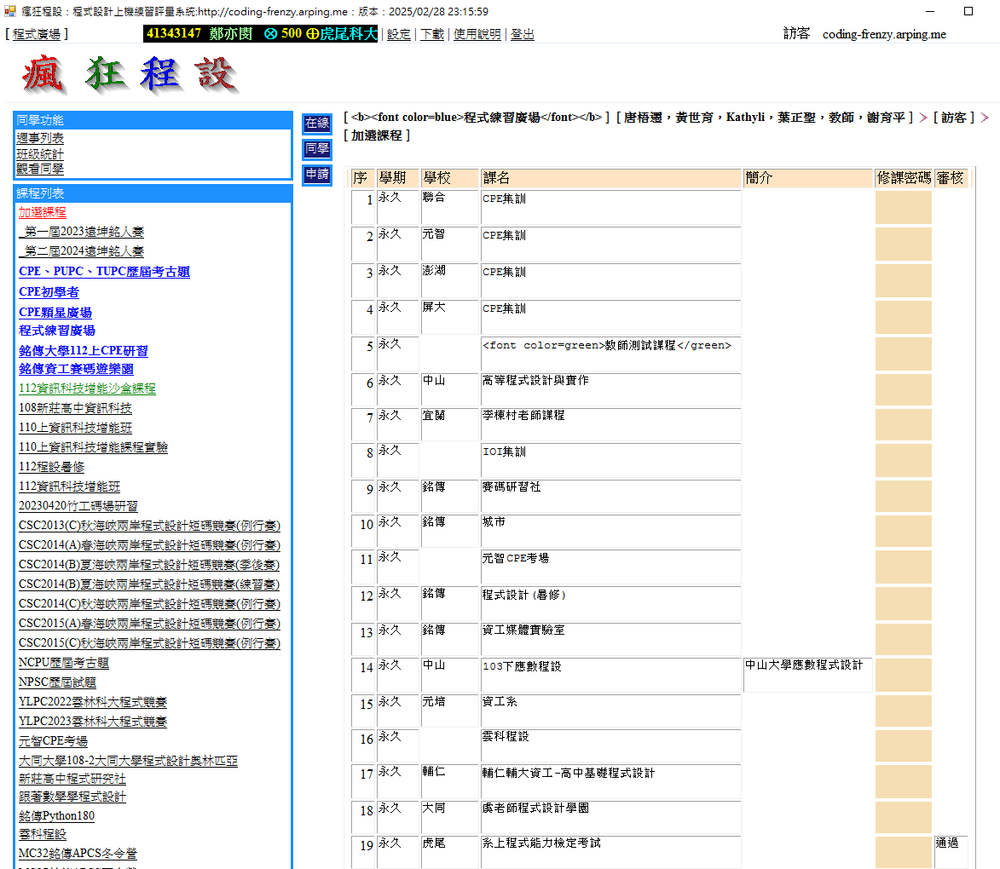 瘋狂程設：程式設計上機練習評量系統:http://coding-frenzy.arping.me：版本：2025/02/28 23:15:59
[ 程式廣場 ] 41343147 鄭亦閔 ⊗ 500 ⊕虎尾科大 | 設定 | 下載 | 使用說明 | 登出 訪客 coding-frenzy.arping.me
瘋 狂 程 設
同學功能
週事列表
班級統計
觀看同學
課程列表
加選課程
_第一屆2023遠坤銘人賽
_第二屆2024遠坤銘人賽
CPE、PUPC、TUPC歷屆考古題
CPE初學者
CPE顆星廣場
程式練習廣場
銘傳大學112上CPE研習
銘傳資工賽碼遊樂園
112資訊科技增能沙盒課程
108新莊高中資訊科技
110上資訊科技增能班
110上資訊科技增能課程實驗
112程設暑修
112資訊科技增能班
20230420竹工碼場研習
CSC2013(C)秋海峽兩岸程式設計短碼競賽(例行賽)
CSC2014(A)春海峽兩岸程式設計短碼競賽(例行賽)
CSC2014(B)夏海峽兩岸程式設計短碼競賽(季後賽)
CSC2014(B)夏海峽兩岸程式設計短碼競賽(練習賽)
CSC2014(C)秋海峽兩岸程式設計短碼競賽(例行賽)
CSC2015(A)春海峽兩岸程式設計短碼競賽(例行賽)
CSC2015(C)秋海峽兩岸程式設計短碼競賽(例行賽)
NCPU歷屆考古題
NPSC歷屆試題
YLPC2022雲林科大程式競賽
YLPC2023雲林科大程式競賽
元智CPE考場
大同大學108-2大同大學程式設計奧林匹亞
新莊高中程式研究社
跟著數學學程式設計
銘傳Python180
雲科程設
MC32銘傳APCS冬令營
在線
同學
申請
[ <b><font color=blue>程式練習廣場</font></b> ] [ 唐梧遷，黃世育，Kathyli，葉正聖，教師，謝育平 ] > [ 訪客 ] >
[ 加選課程 ]
序 學期 學校 課名 簡介 修課密碼 審核
1 永久 聯合 CPE集訓
2 永久 元智 CPE集訓
3 永久 澎湖 CPE集訓
4 永久 屏大 CPE集訓
5 永久 <font color=green>教師測試課程</green>
6 永久 中山 高等程式設計與實作
7 永久 宜蘭 李棟村老師課程
8 永久 IOI集訓
9 永久 銘傳 賽碼研習社
10 永久 銘傳 城市
11 永久 元智CPE考場
12 永久 銘傳 程式設計(暑修)
13 永久 銘傳 資工媒體實驗室
14 永久 中山 103下應數程設 中山大學應數程式設計
15 永久 元培 資工系
16 永久 雲科程設
17 永久 輔仁 輔仁輔大資工-高中基礎程式設計
18 永久 大同 虞老師程式設計學園
19 永久 虎尾 系上程式能力檢定考試 通過